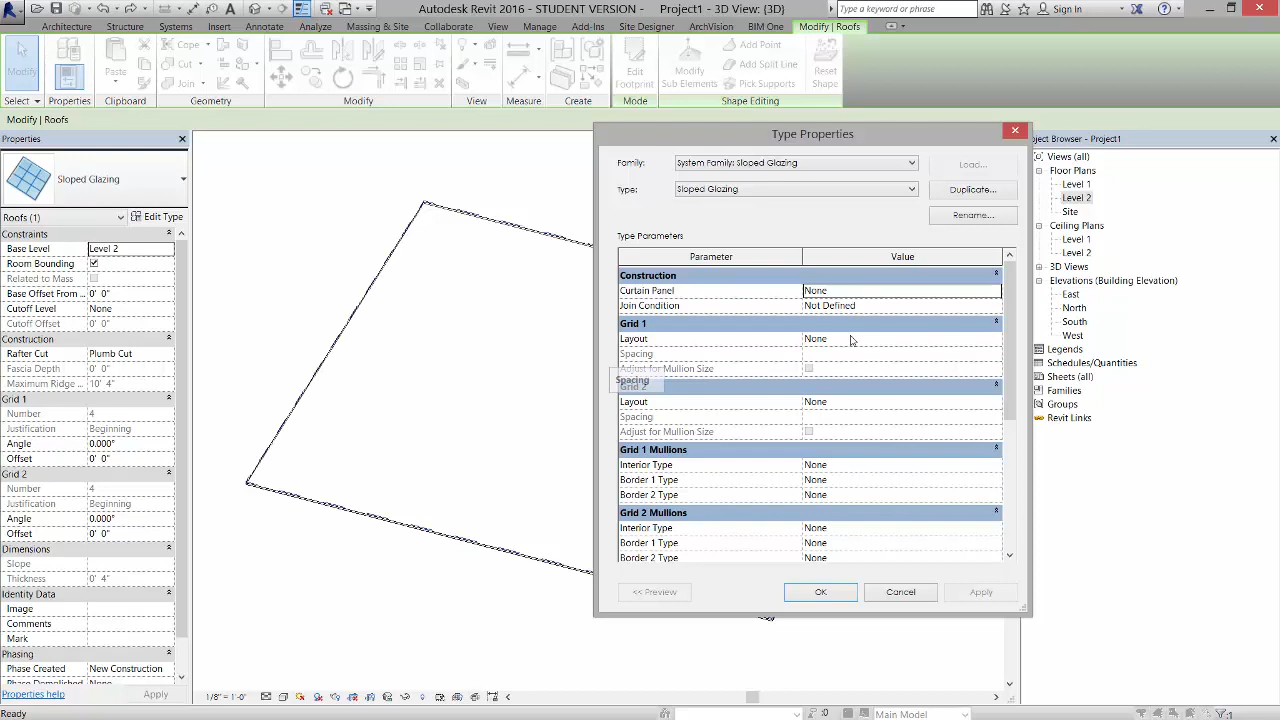 Autodesk Revit 2016 - STUDENT VERSION - Project1 - 3D View: {3D}
Type a keyword or phrase
Sign In
Architecture Structure Systems Insert Annotate Analyze Massing & Site Collaborate View Manage Add-Ins Site Designer ArchVision BIM One Modify | Roofs
Modify
Paste
Cope
Cut
Join
Edit
Footprint
Modify
Sub Elements
Add Point
Add Split Line
Pick Supports
Reset
Shape
Select Properties Clipboard Geometry Modify View Measure Create Mode Shape Editing
Modify | Roofs
Properties
Sloped Glazing
Roofs (1) Edit Type
Constraints
Base Level Level 2
Room Bounding
Related to Mass
Base Offset From ... 0' 0"
Cutoff Level None
Cutoff Offset 0' 0"
Construction
Rafter Cut Plumb Cut
Fascia Depth 0' 0"
Maximum Ridge ... 10' 4"
Grid 1
Number 4
Justification Beginning
Angle 0.000°
Offset 0' 0"
Grid 2
Number 4
Justification Beginning
Angle 0.000°
Offset 0' 0"
Dimensions
Slope
Thickness 0' 4"
Identity Data
Image
Comments
Mark
Phasing
Phase Created New Construction
Phase Demolished None
Properties help Apply
Type Properties
Family: System Family: Sloped Glazing Load...
Type: Sloped Glazing Duplicate...
Rename...
Type Parameters
Parameter Value
Construction
Curtain Panel None
Join Condition Not Defined
Grid 1
Layout None
Spacing
Adjust for Mullion Size
Spacing
Grid 2
Layout None
Spacing
Adjust for Mullion Size
Grid 1 Mullions
Interior Type None
Border 1 Type None
Border 2 Type None
Grid 2 Mullions
Interior Type None
Border 1 Type None
Border 2 Type None
<< Preview OK Cancel Apply
oject Browser - Project1
Views (all)
Floor Plans
Level 1
Level 2
Site
Ceiling Plans
Level 1
Level 2
3D Views
Elevations (Building Elevation)
East
North
South
West
Legends
Schedules/Quantities
Sheets (all)
Families
Groups
Revit Links
1/8" = 1'-0"
Ready
:0
Main Model
:1